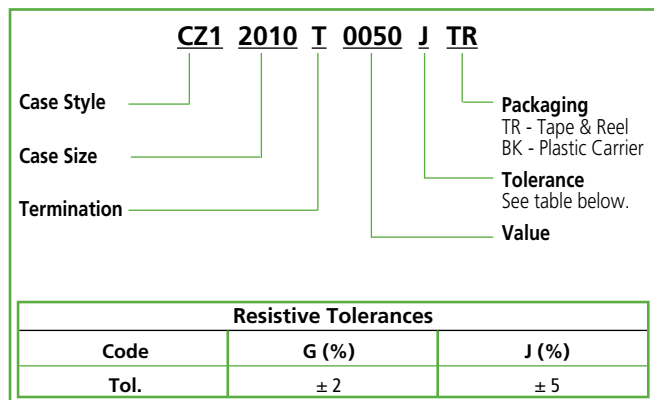 CZ1 2010 T 0050 J TR
Case Style
Case Size
Termination
Packaging
TR - Tape & Reel
BK - Plastic Carrier
Tolerance
See table below.
Value
Resistive Tolerances
Code G (%) J (%)
Tol. ± 2 ± 5